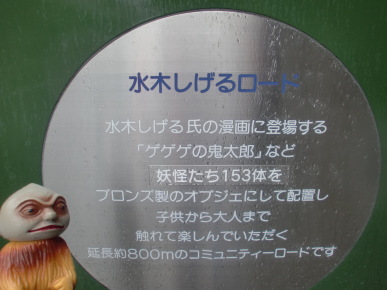 水木しげるロード
水木しげる氏の漫画に登場する
「ゲゲゲの鬼太郎」など
妖怪たち153体を
ブロンズ製のオブジェにして配置し
子供から大人まで
触れて楽しんでいただく
延長約800mのコミュニティーロードです